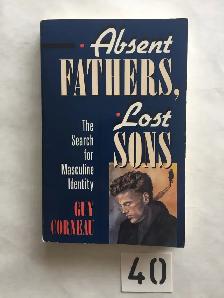 Absent
FATHERS,
Lost
SONS
The
Search
for
Masculine
Identity
GUY
CORNEAU
40